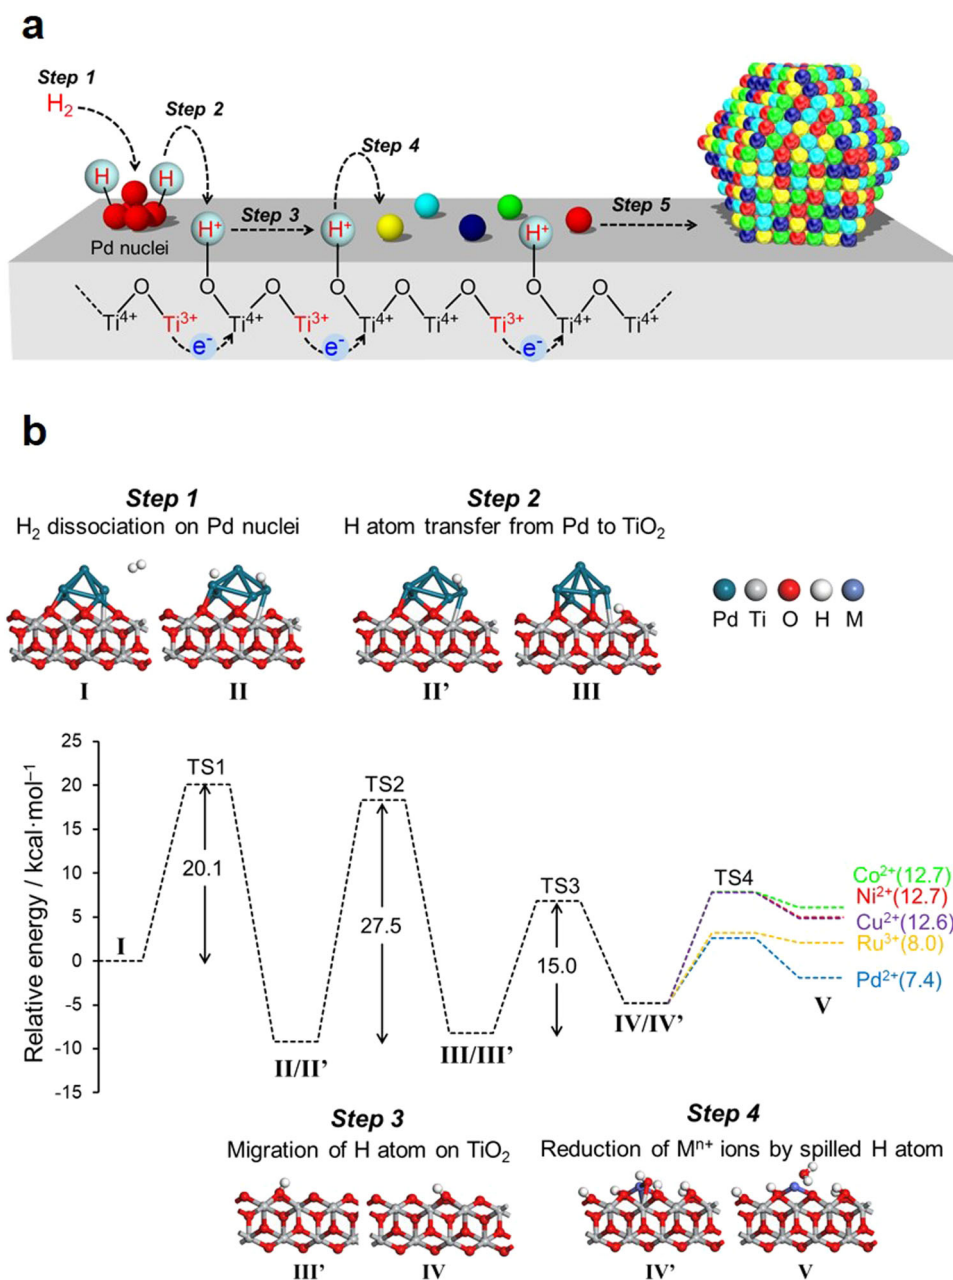 a
Step 1
H₂
Step 2
Step 4
H H
Step 3
Step 5
H⁺ H⁺ H⁺
Pd nuclei
O O O O O O O O
Ti⁴⁺ Ti³⁺ Ti⁴⁺ Ti³⁺ Ti⁴⁺ Ti⁴⁺ Ti³⁺ Ti⁴⁺ Ti⁴⁺
e⁻ e⁻ e⁻
b
Step 1
H₂ dissociation on Pd nuclei
Step 2
H atom transfer from Pd to TiO₂
Pd Ti O H M
I II II’ III
Relative energy / kcal·mol⁻¹
25
20
15
10
5
0
-5
-10
-15
I
TS1
20.1
II/II’
TS2
27.5
III/III’
TS3
15.0
IV/IV’
TS4
Co²⁺(12.7)
Ni²⁺(12.7)
Cu²⁺(12.6)
Ru³⁺(8.0)
Pd²⁺(7.4)
V
Step 3
Migration of H atom on TiO₂
Step 4
Reduction of Mⁿ⁺ ions by spilled H atom
III’ IV IV’ V